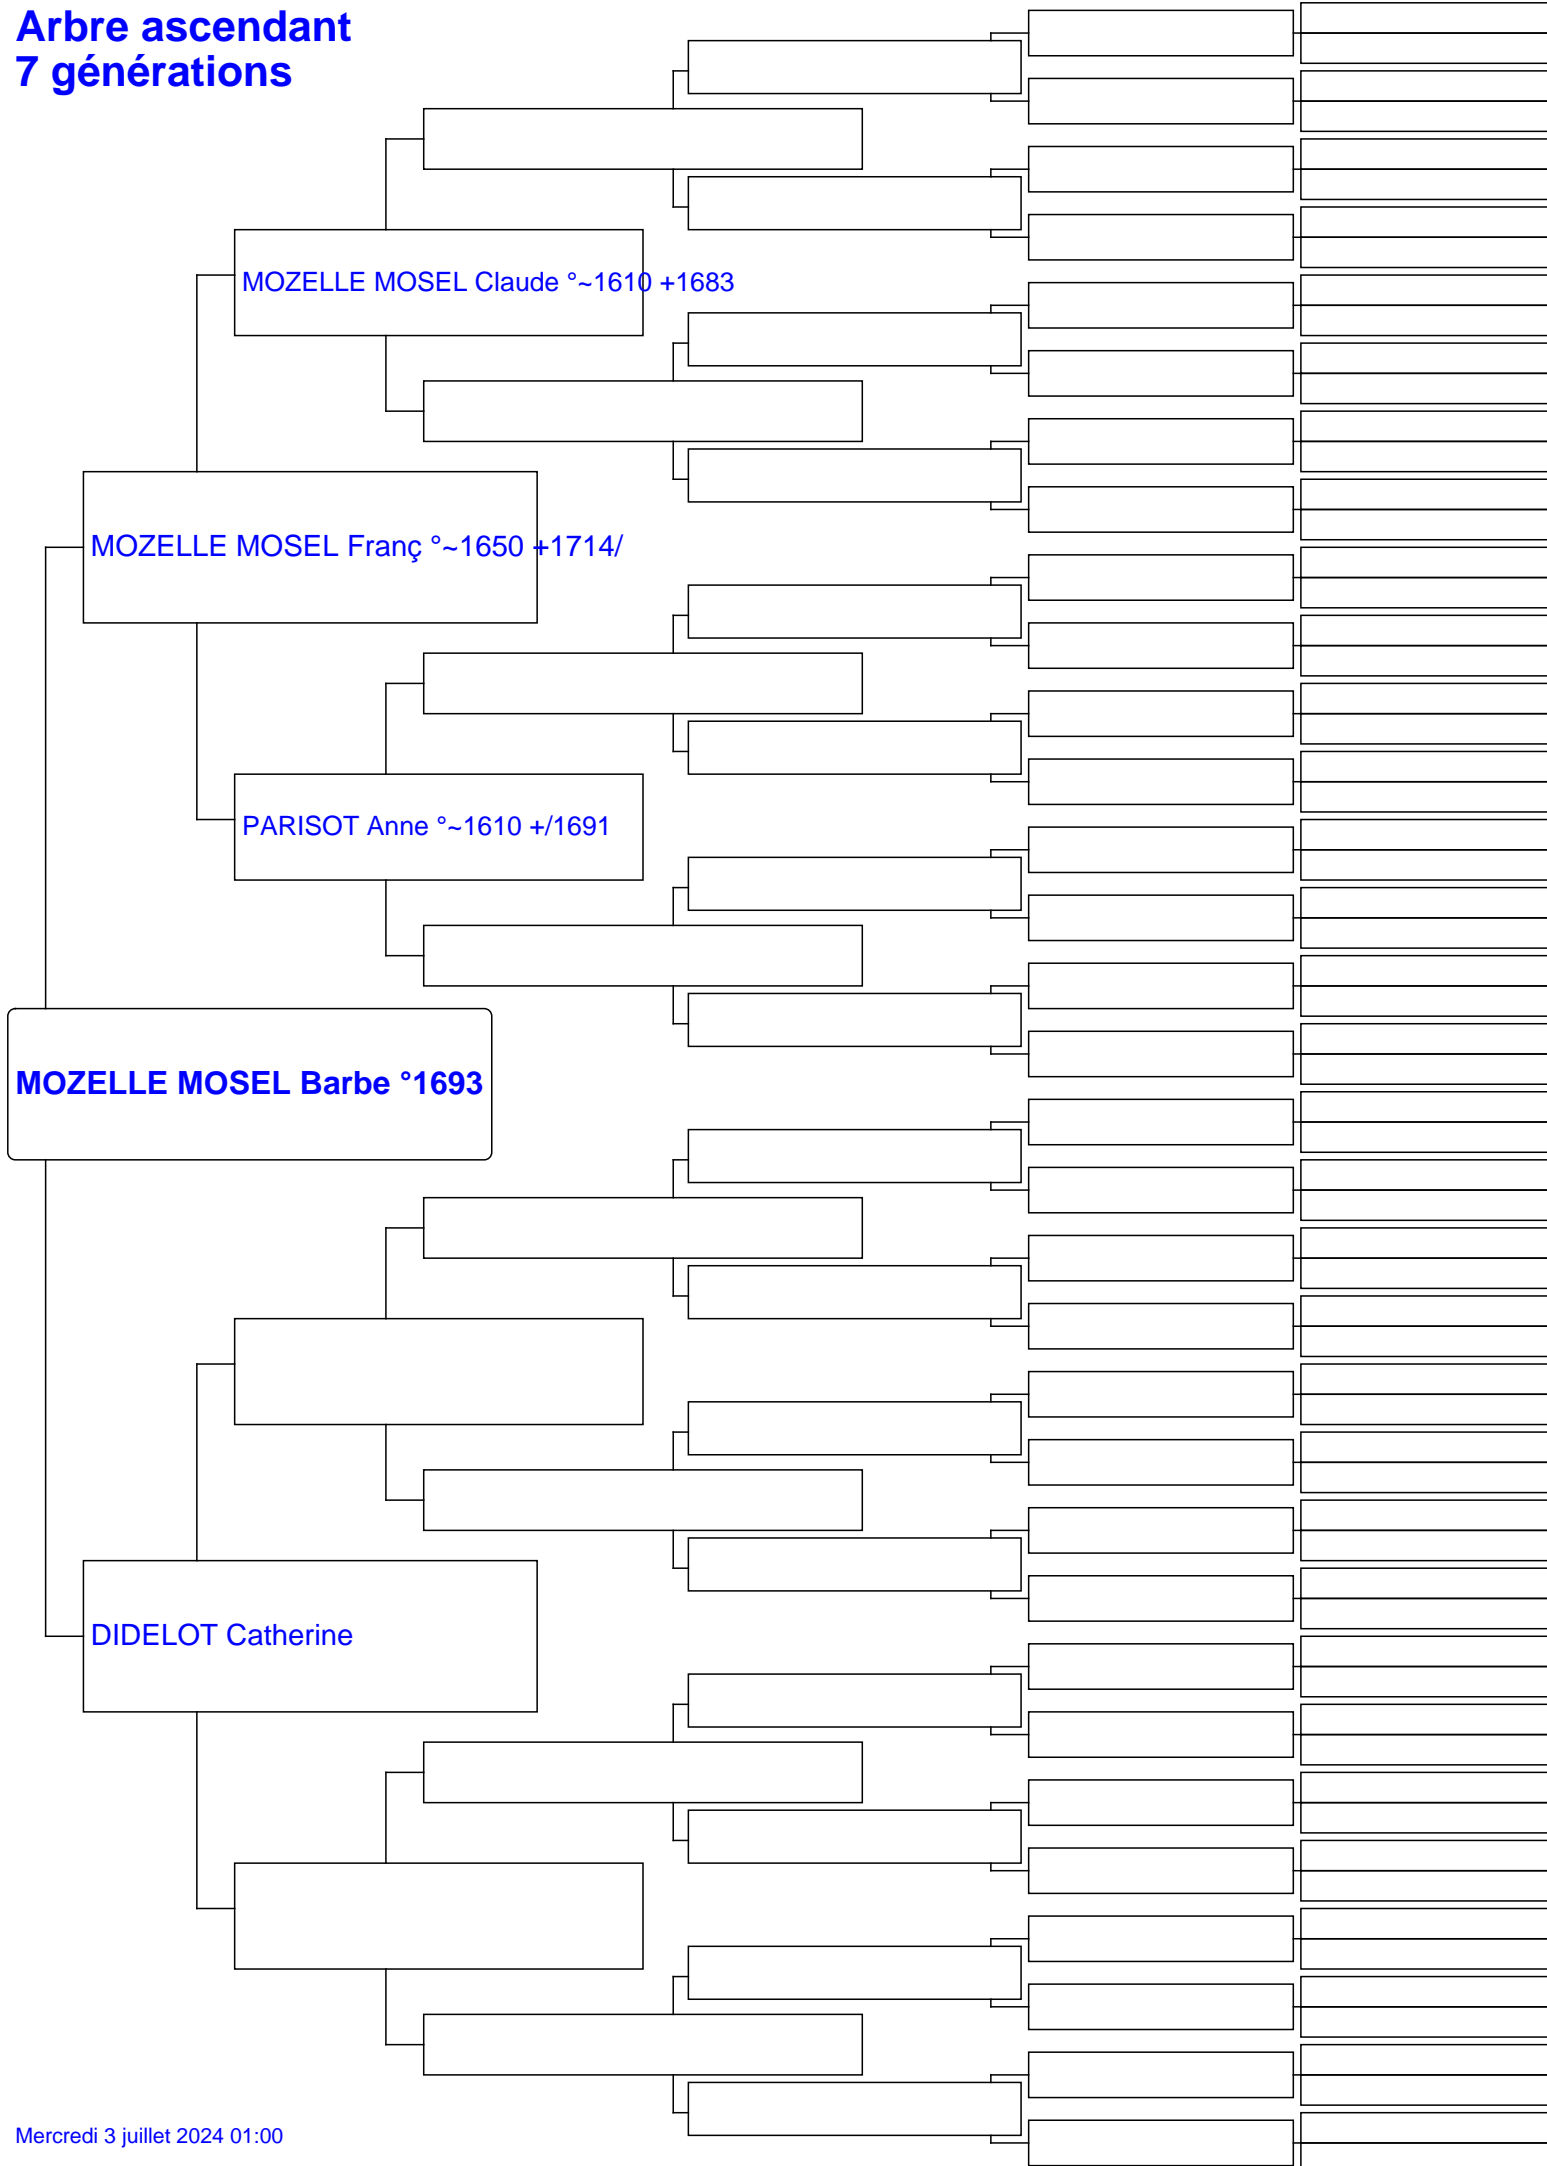 Arbre ascendant
7 générations
MOZELLE MOSEL Claude °~1610 +1683
MOZELLE MOSEL Franç °~1650 +1714/
PARISOT Anne °~1610 +/1691
MOZELLE MOSEL Barbe °1693
DIDELOT Catherine
Mercredi 3 juillet 2024 01:00